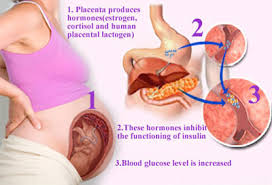 1. Placenta produces
hormones(estrogen,
cortisol and human
placental lactogen)
2
1
3
2.These hormones inhibit
the functioning of insulin
3.Blood glucose level is increased